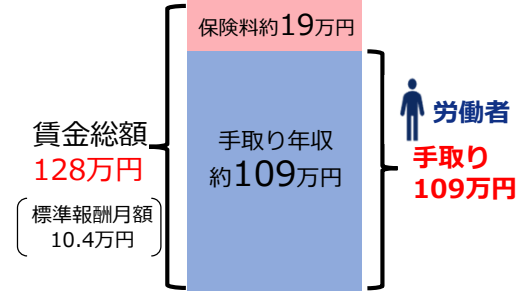 保険料約19万円
賃金総額
128万円
標準報酬月額
10.4万円
手取り年収
約109万円
労働者
手取り
109万円